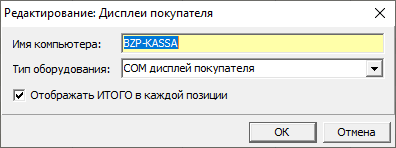 Редактирование: Дисплеи покупателя
Имя компьютера: BZP-KASSA
Тип оборудования: COM дисплей покупателя
Отображать ИТОГО в каждой позиции
OK Отмена